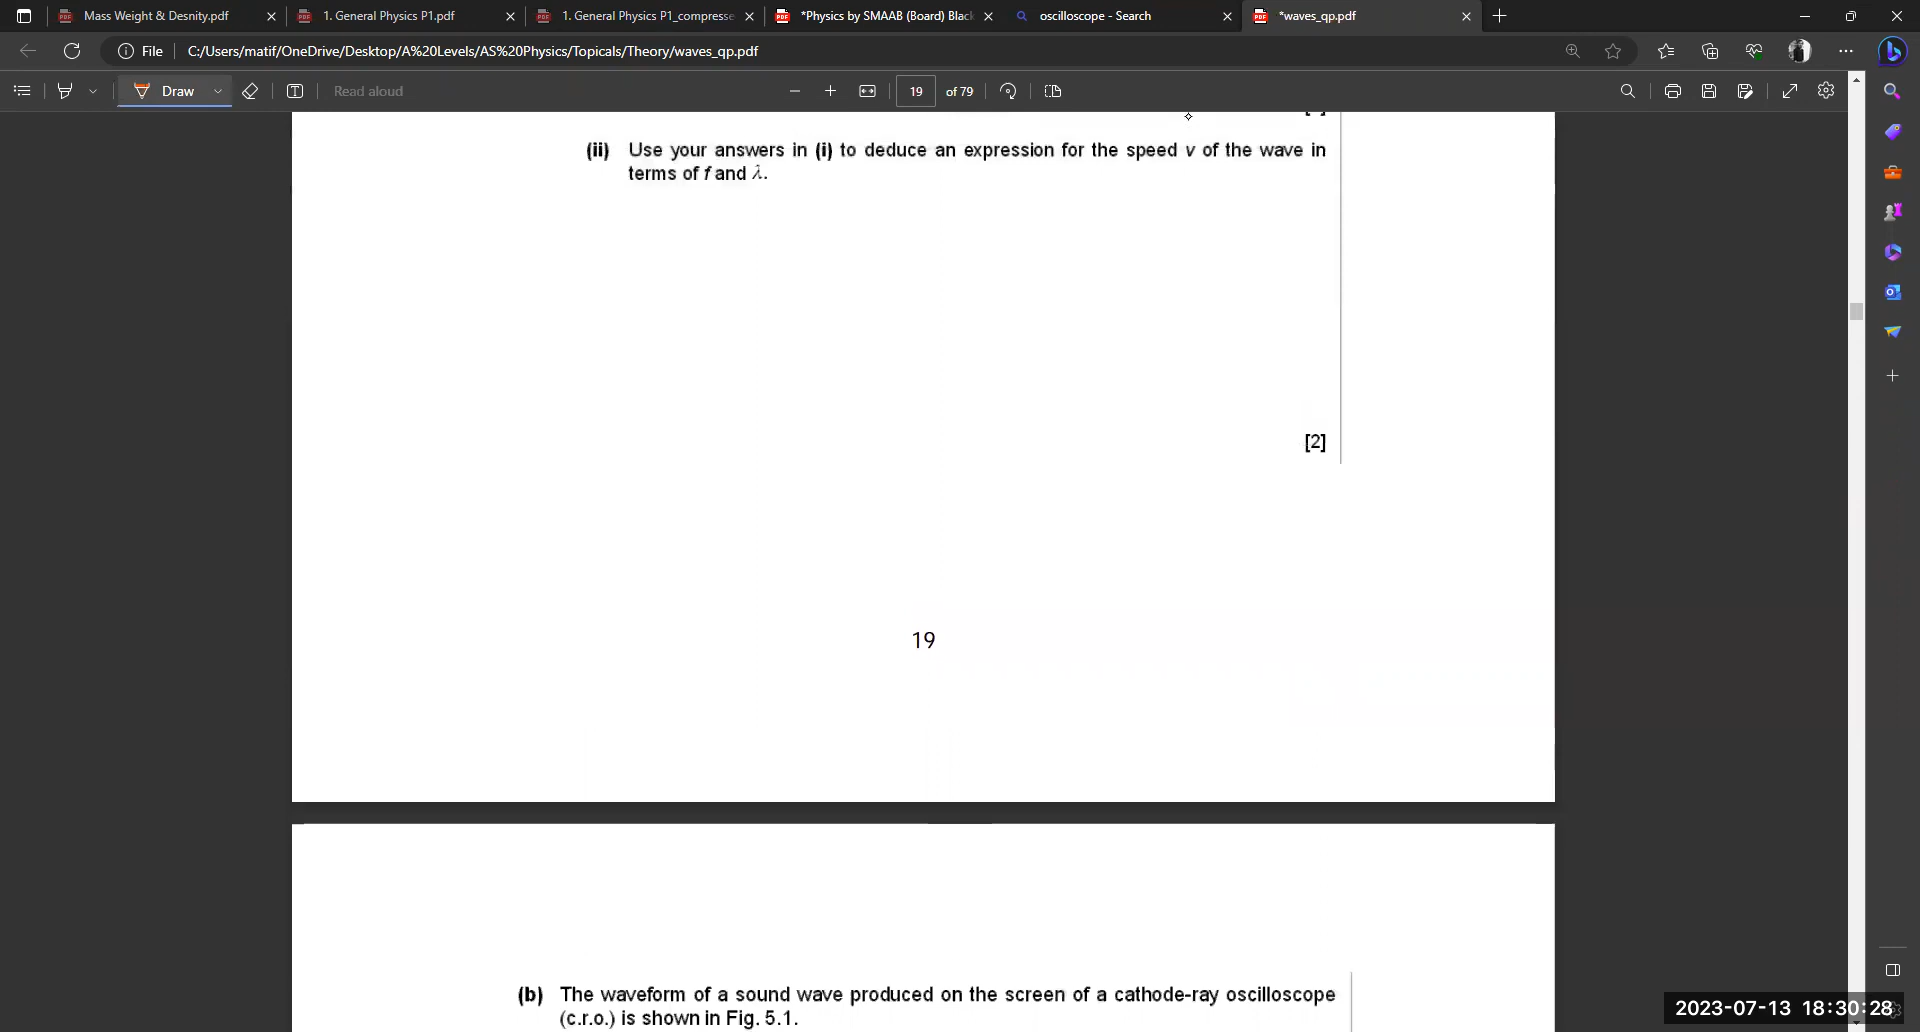 Mass Weight & Desnity.pdf
1. General Physics P1.pdf
1. General Physics P1_compresse
*Physics by SMAAB (Board) Blac
oscilloscope - Search
*waves_qp.pdf
File
C:/Users/matif/OneDrive/Desktop/A%20Levels/AS%20Physics/Topicals/Theory/waves_qp.pdf
Draw
Read aloud
19
of 79
(ii) Use your answers in (i) to deduce an expression for the speed v of the wave in
terms of f and λ.
[2]
19
(b) The waveform of a sound wave produced on the screen of a cathode-ray oscilloscope
(c.r.o.) is shown in Fig. 5.1.
2023-07-13 18:30:28